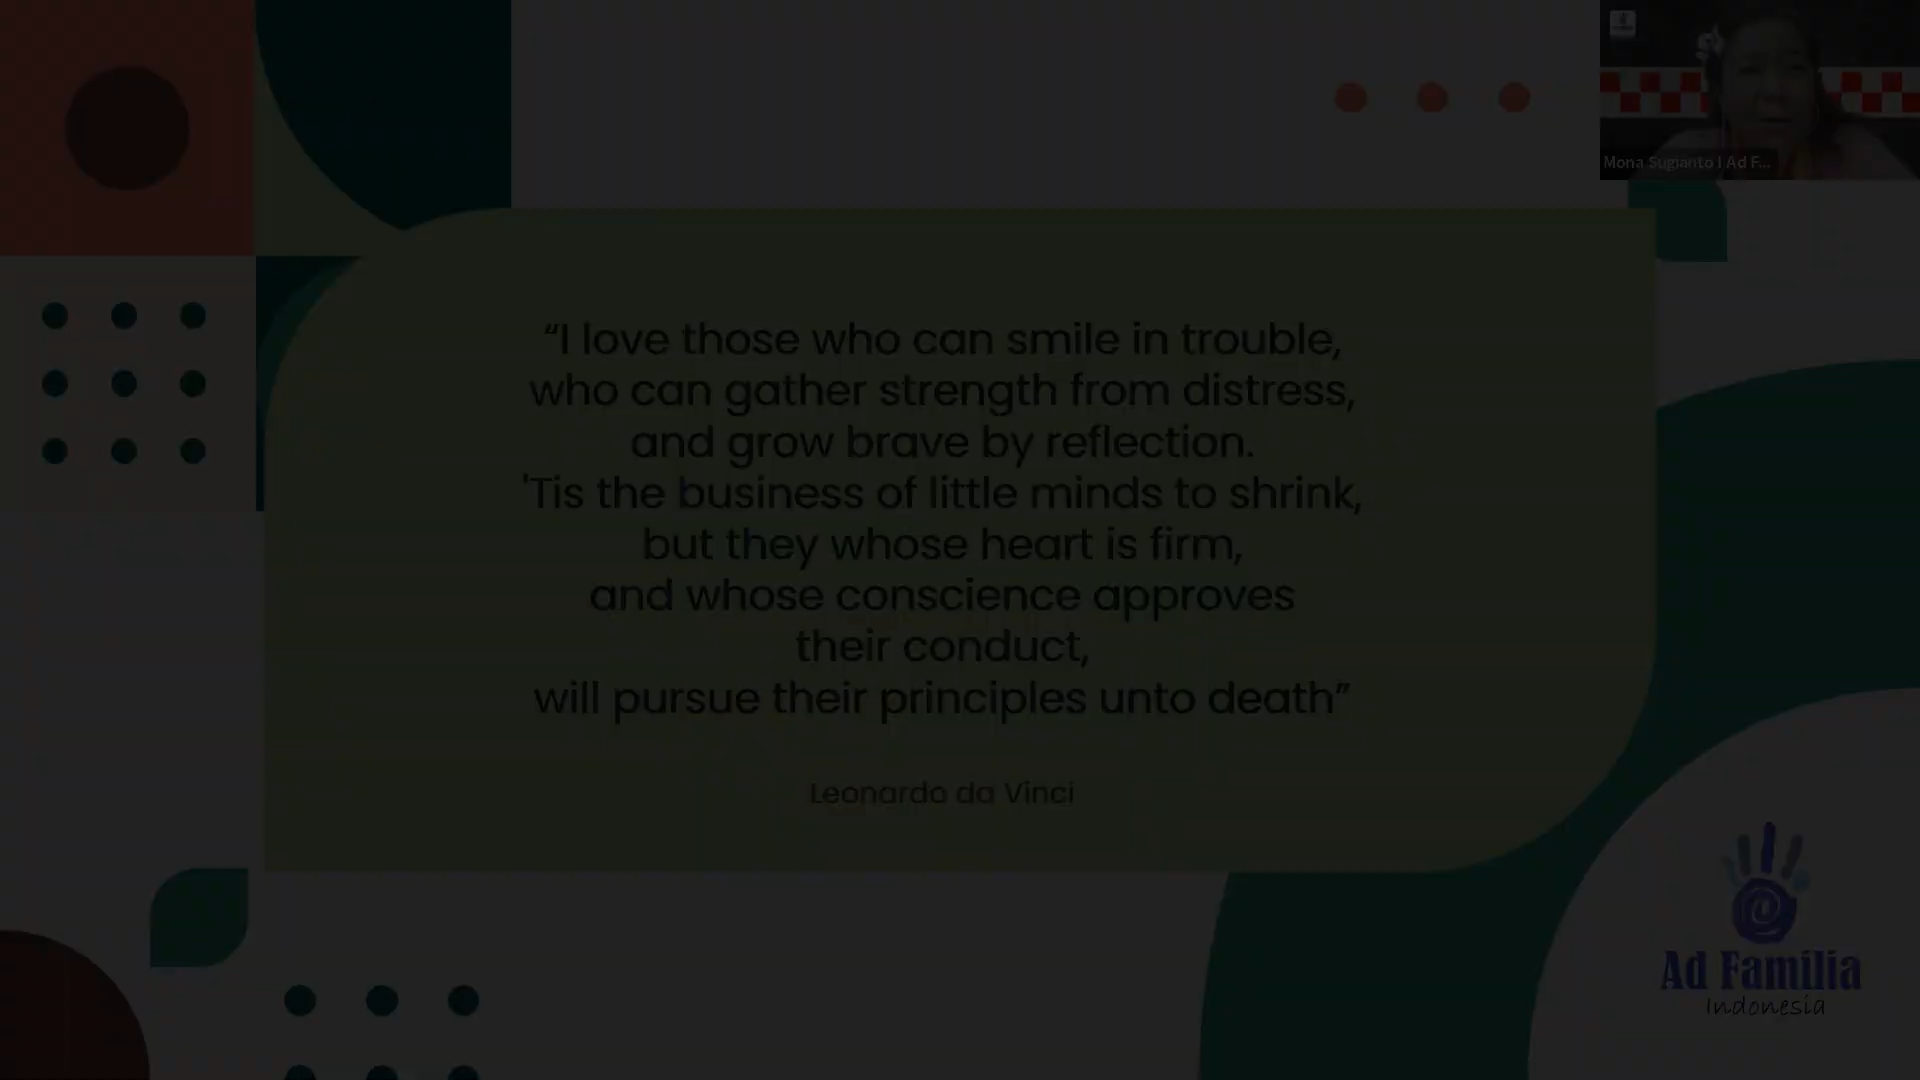 Mona Sugianto I Ad F...
“I love those who can smile in trouble,
who can gather strength from distress,
and grow brave by reflection.
'Tis the business of little minds to shrink,
but they whose heart is firm,
and whose conscience approves
their conduct,
will pursue their principles unto death”
Leonardo da Vinci
Ad Familia
Indonesia